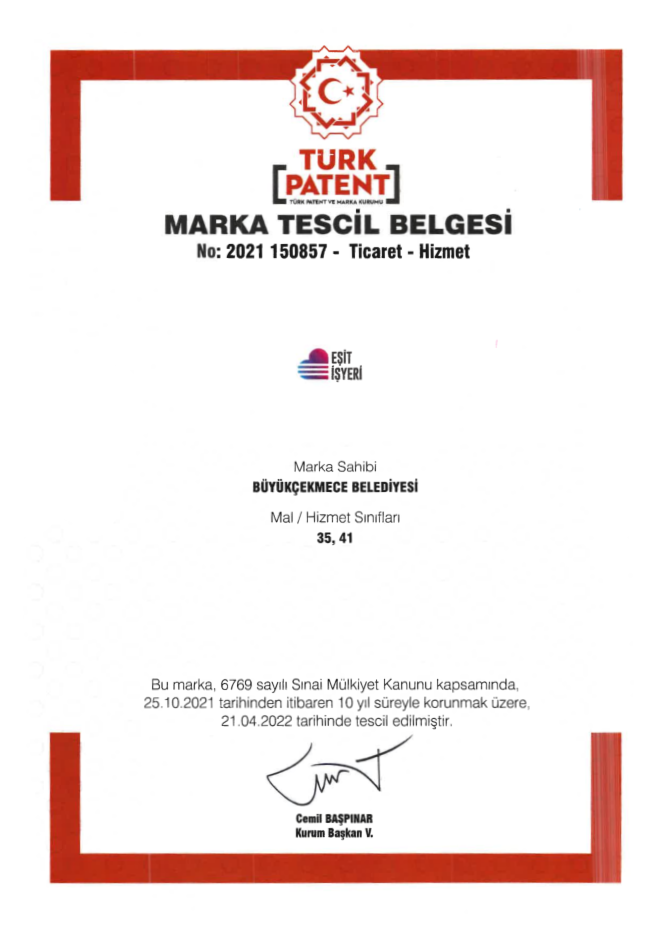 TÜRK
PATENT
TÜRK PATENT VE MARKA KURUMU
MARKA TESCİL BELGESİ
No: 2021 150857 - Ticaret - Hizmet
EŞİT
İŞYERİ
Marka Sahibi
BÜYÜKÇEKMECE BELEDİYESİ
Mal / Hizmet Sınıfları
35, 41
Bu marka, 6769 sayılı Sınai Mülkiyet Kanunu kapsamında,
25.10.2021 tarihinden itibaren 10 yıl süreyle korunmak üzere,
21.04.2022 tarihinde tescil edilmiştir.
Cemil BAŞPINAR
Kurum Başkan V.